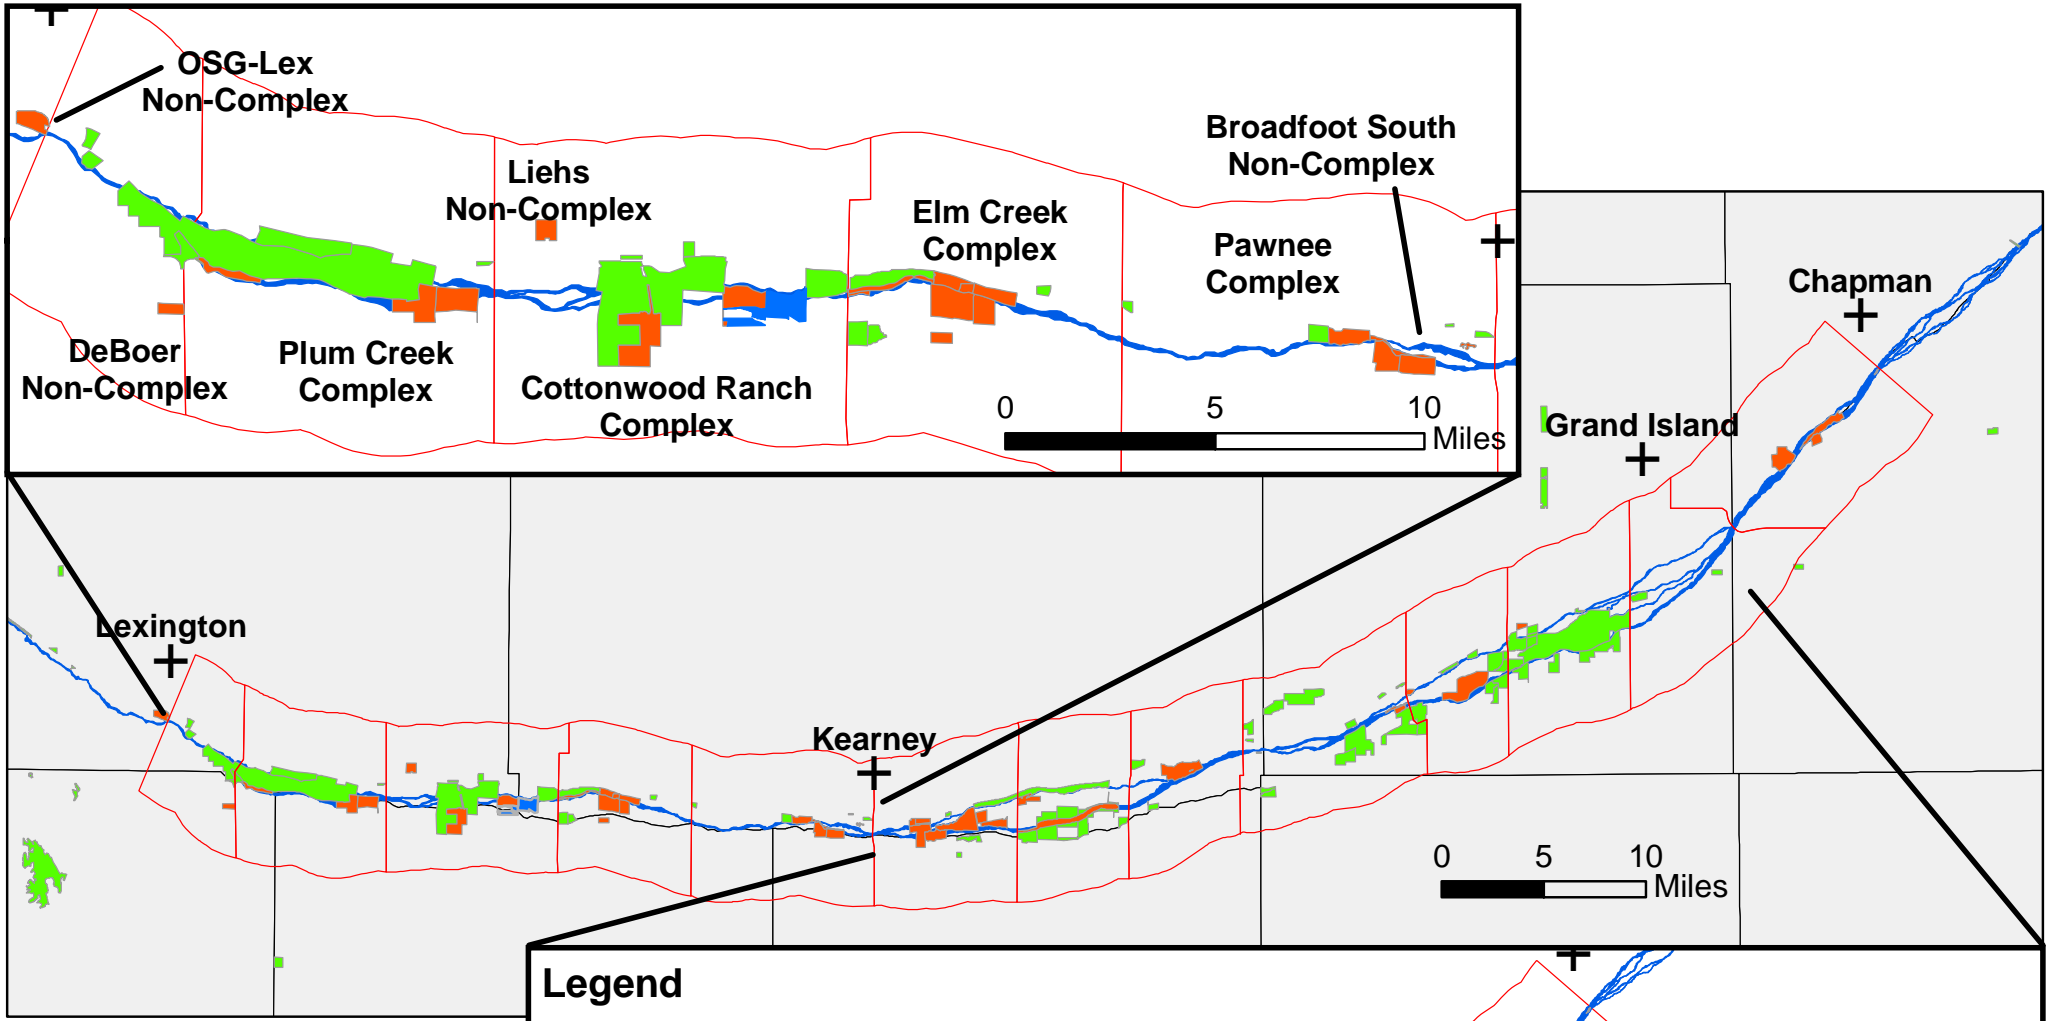 OSG-Lex
Non-Complex
Broadfoot South
Non-Complex
Liehs
Non-Complex
Elm Creek
Complex
Pawnee
Complex
Chapman
DeBoer
Non-Complex
Plum Creek
Complex
Cottonwood Ranch
Complex
0 5 10
Miles
Grand Island
Lexington
Kearney
0 5 10
Miles
Legend